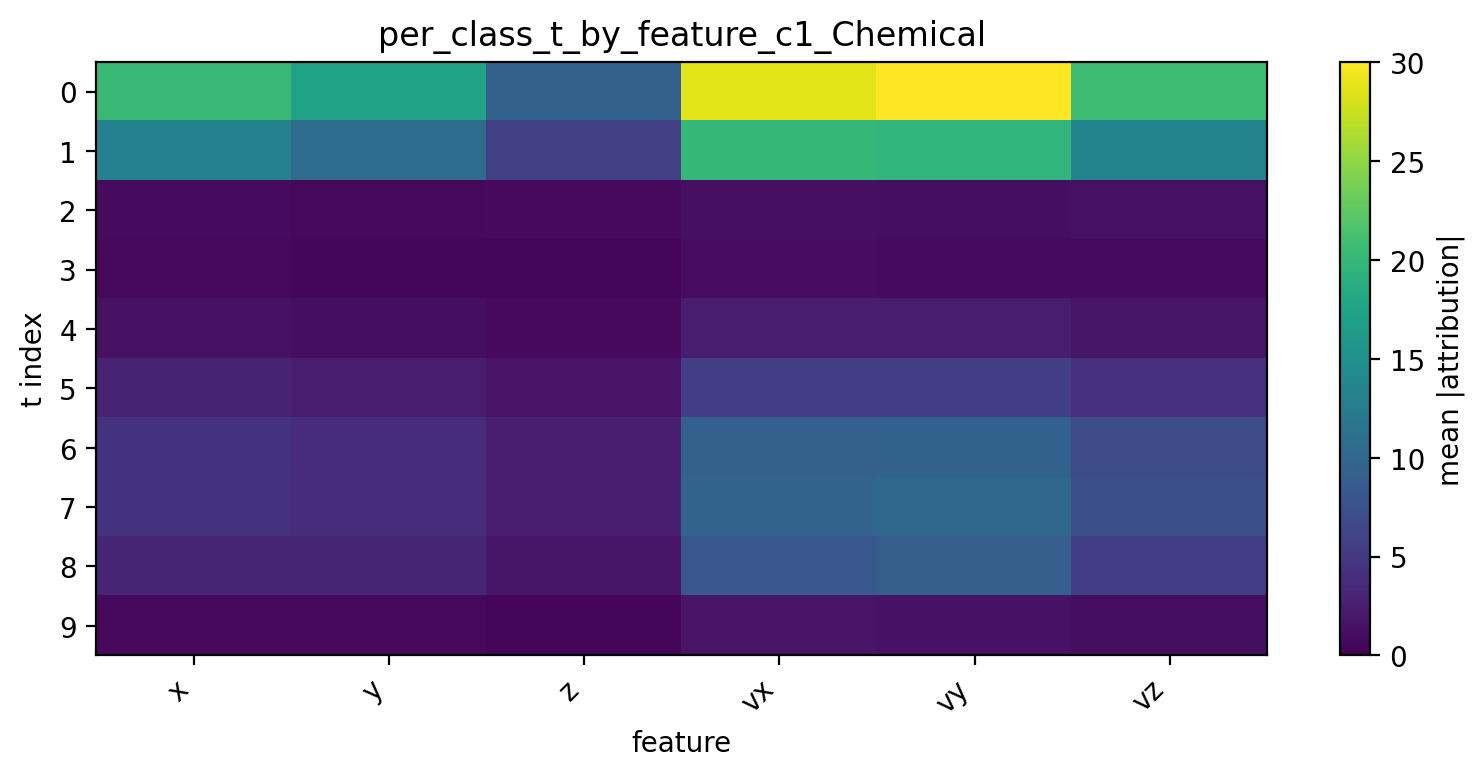 per_class_t_by_feature_c1_Chemical
t index
0
1
2
3
4
5
6
7
8
9
x
y
z
vx
vy
vz
feature
30
25
20
15
10
5
0
mean |attribution|